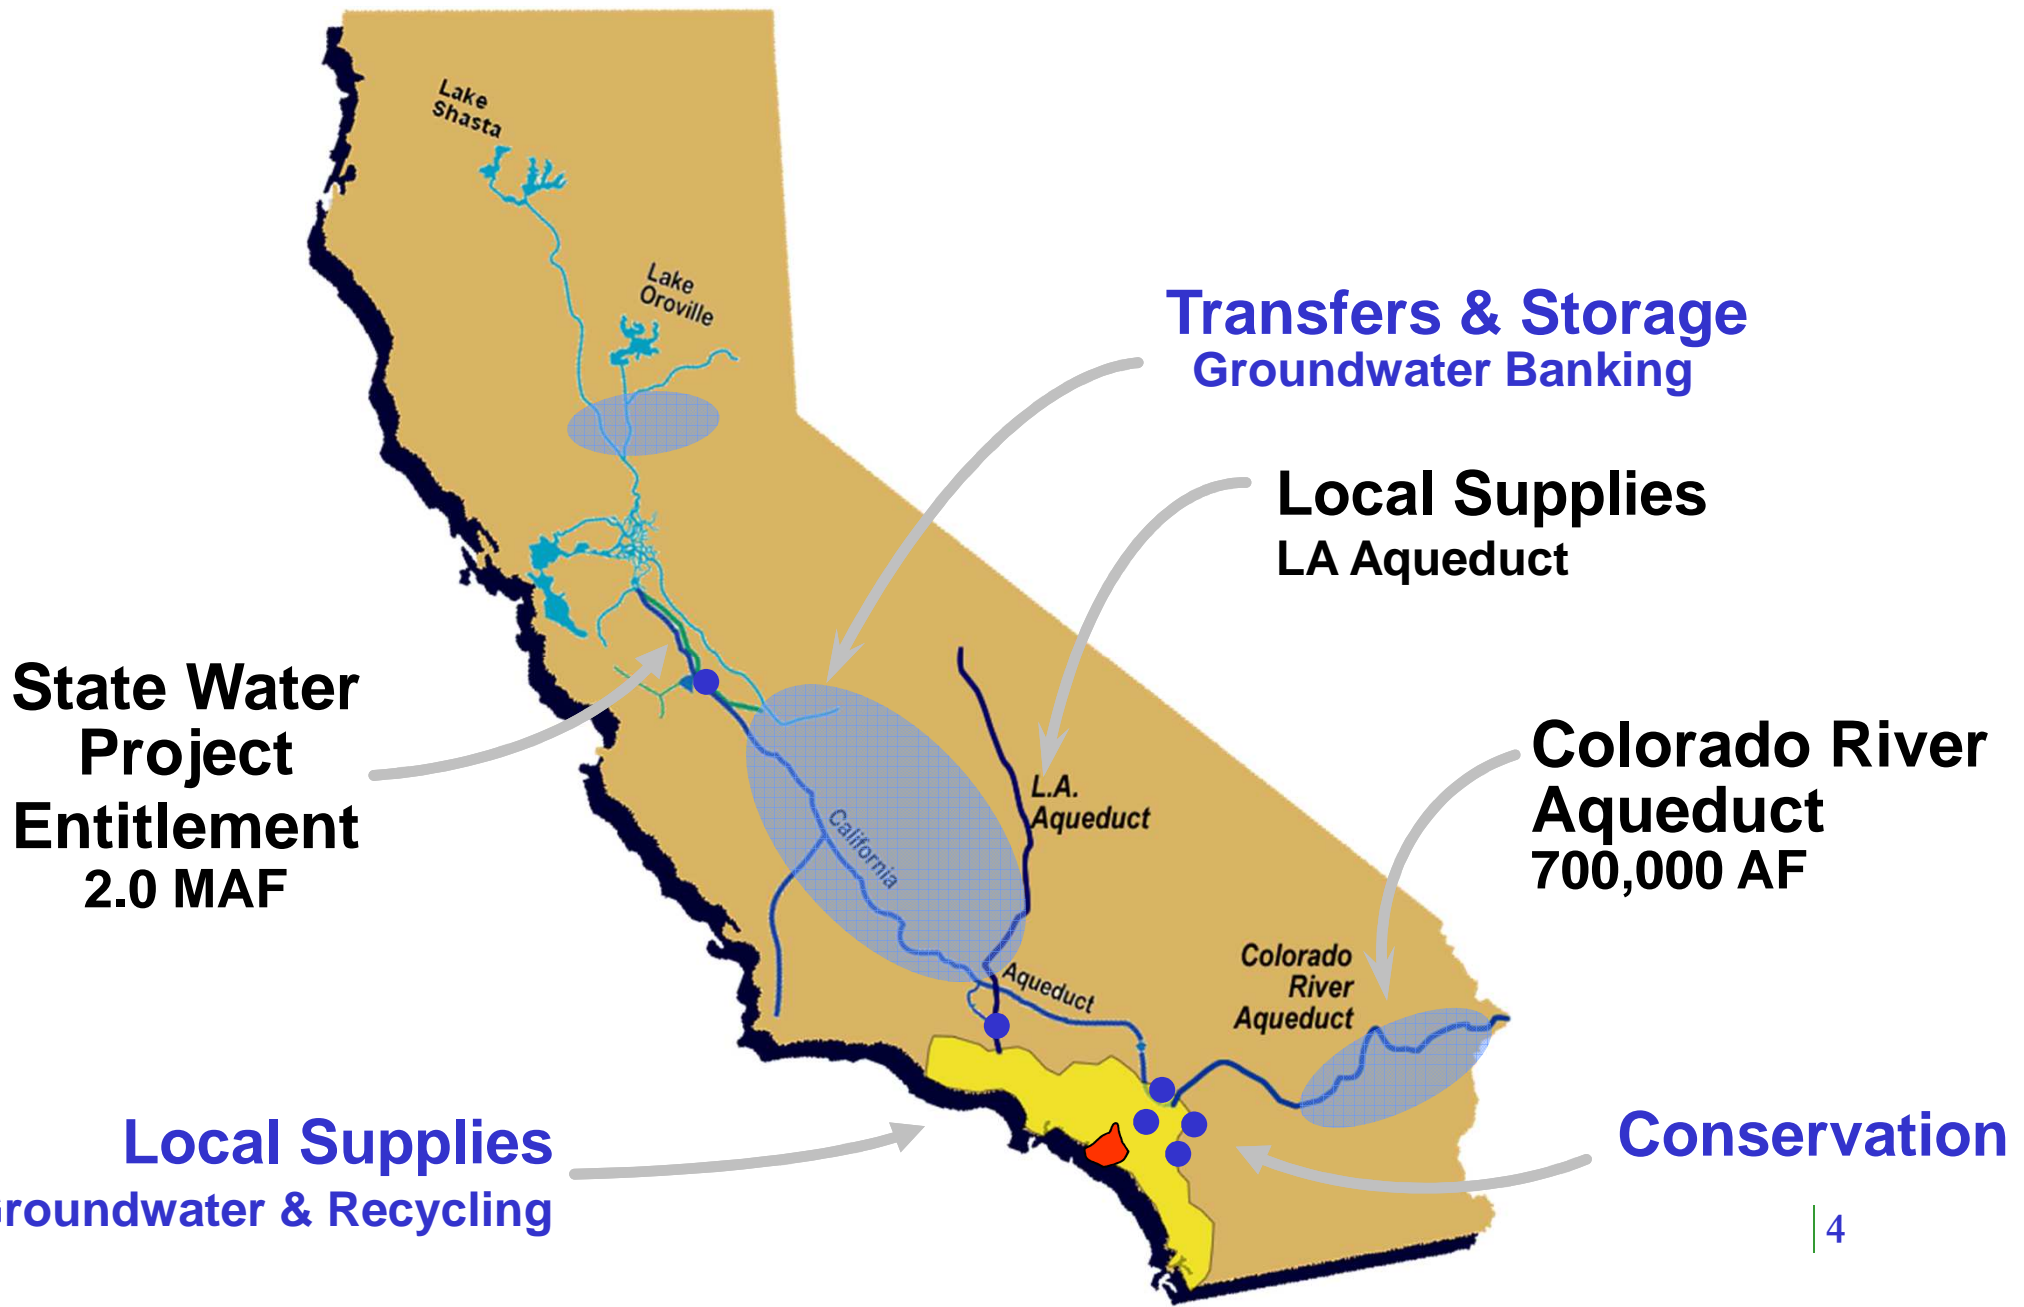 Lake
Shasta
Lake
Oroville
Transfers & Storage
Groundwater Banking
Local Supplies
LA Aqueduct
State Water
Project
Entitlement
2.0 MAF
L.A.
Aqueduct
California
Aqueduct
Colorado River
Aqueduct
700,000 AF
Colorado
River
Aqueduct
Local Supplies
roundwater & Recycling
Conservation
4